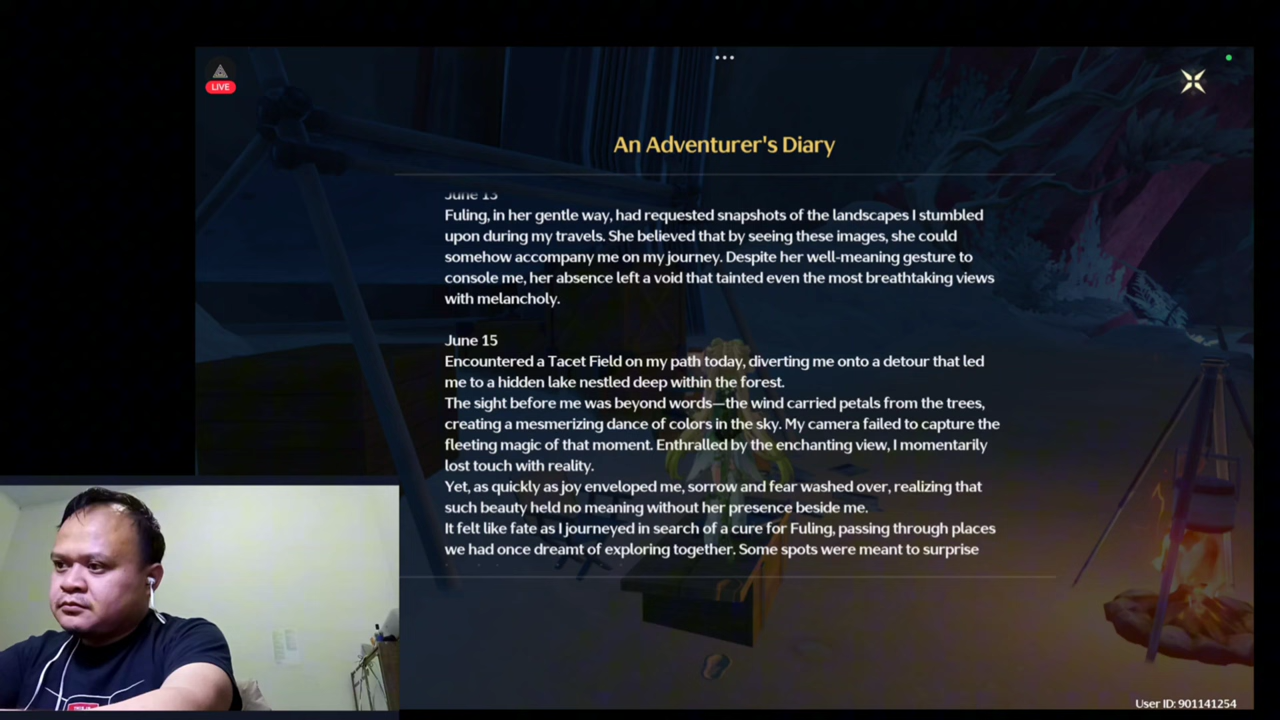 LIVE
An Adventurer's Diary
June 13
Fuling, in her gentle way, had requested snapshots of the landscapes I stumbled
upon during my travels. She believed that by seeing these images, she could
somehow accompany me on my journey. Despite her well-meaning gesture to
console me, her absence left a void that tainted even the most breathtaking views
with melancholy.
June 15
Encountered a Tacet Field on my path today, diverting me onto a detour that led
me to a hidden lake nestled deep within the forest.
The sight before me was beyond words—the wind carried petals from the trees,
creating a mesmerizing dance of colors in the sky. My camera failed to capture the
fleeting magic of that moment. Enthralled by the enchanting view, I momentarily
lost touch with reality.
Yet, as quickly as joy enveloped me, sorrow and fear washed over, realizing that
such beauty held no meaning without her presence beside me.
It felt like fate as I journeyed in search of a cure for Fuling, passing through places
we had once dreamt of exploring together. Some spots were meant to surprise
User ID: 901141254